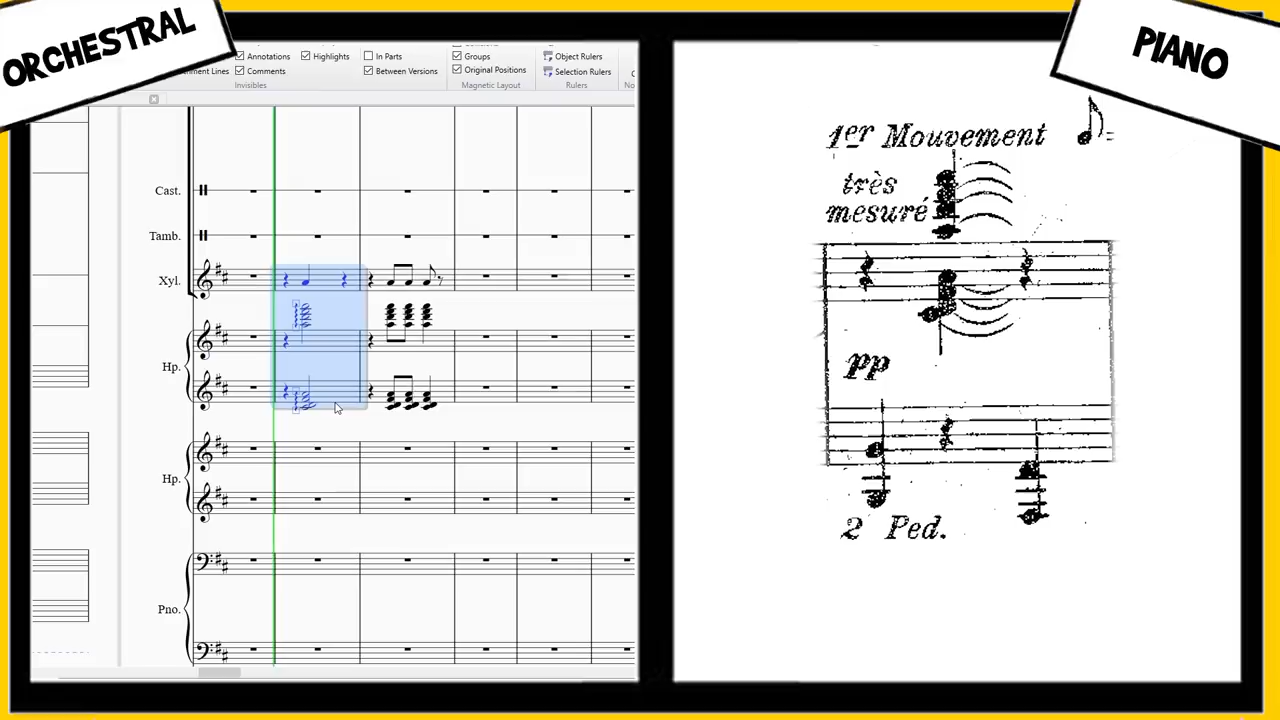 ORCHESTRAL
PIANO
Annotations
Highlights
In Parts
Groups
Object Rulers
Lines
Comments
Between Versions
Original Positions
Selection Rulers
Invisibles
Magnetic Layout
Rulers
Cast.
Tamb.
Xyl.
Hp.
Hp.
Pno.
1er Mouvement
très
mesuré
pp
2 Ped.